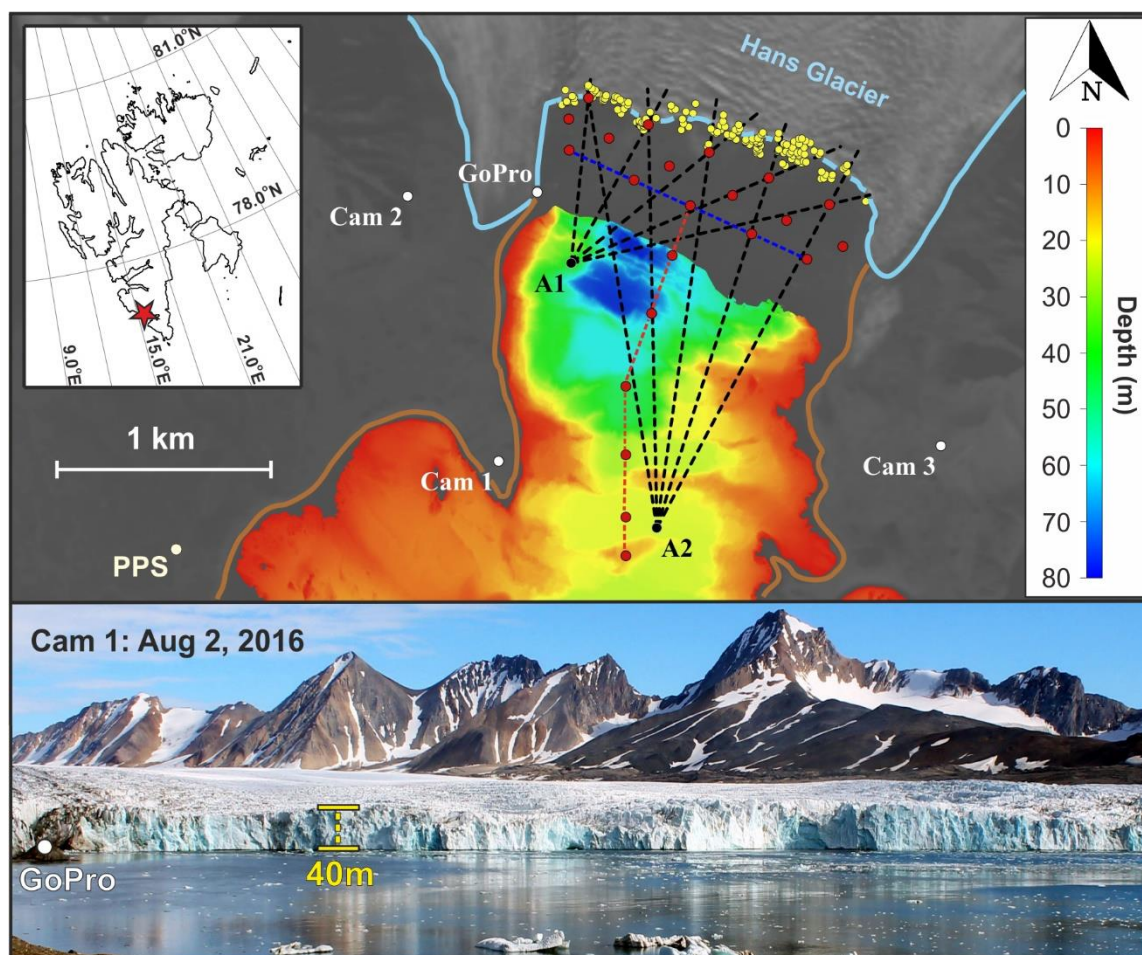 81.0°N
78.0°N
9.0°E
15.0°E
21.0°E
Hans Glacier
N
GoPro
Cam 2
A1
1 km
Cam 1
Cam 3
A2
PPS
0
10
20
30
40
50
60
70
80
Depth (m)
Cam 1: Aug 2, 2016
GoPro
40m